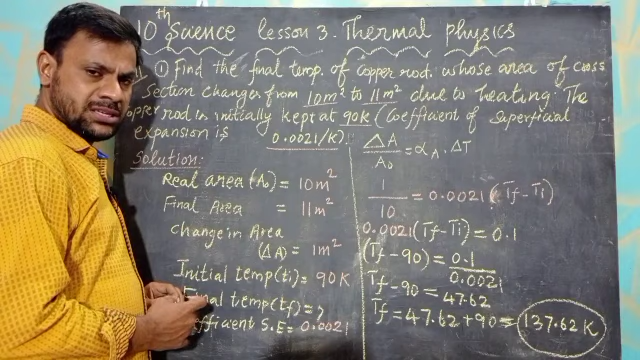 10th Science lesson 3. Thermal physics
① Find the final temp. of copper rod. whose area of cross
section changes from 10m² to 11m² due to heating. The
opper rod is initially kept at 90K (Coefficient of superficial
expansion is 0.0021/K)
Solution:
Real area (A₀) = 10m²
Final Area = 11m²
Change in Area
(ΔA) = 1m²
Initial temp(ti) = 90K
Final temp(tf) = ?
fficient S.E = 0.0021
ΔA/A₀ = αA . ΔT
1/10 = 0.0021 (Tf-Ti)
0.0021(Tf-Ti) = 0.1
(Tf-90) = 0.1/0.0021
Tf-90 = 47.62
Tf = 47.62 + 90 = 137.62 K